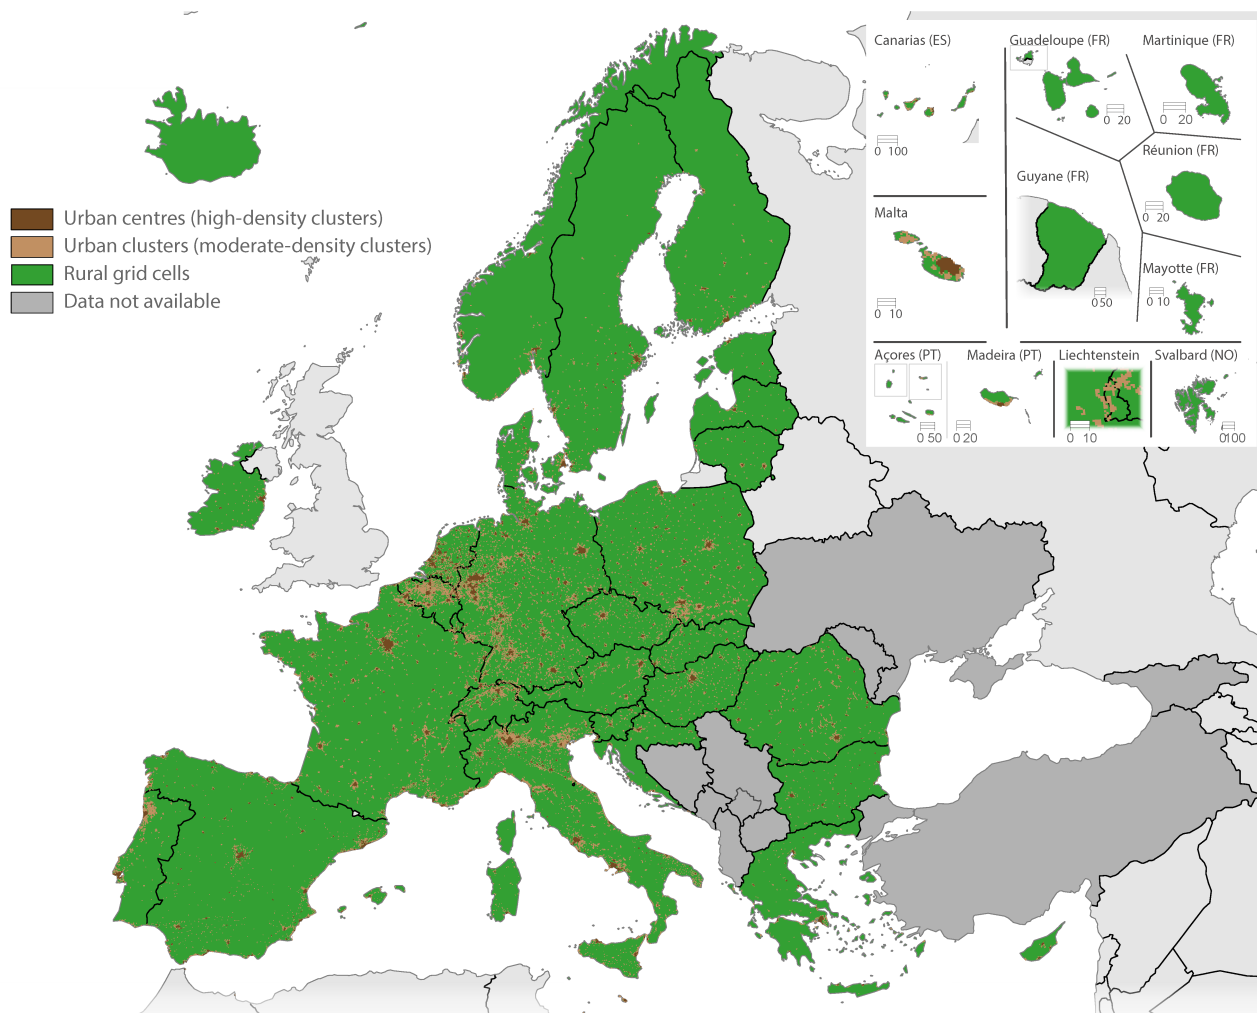 Canarias (ES)
0 100
Guadeloupe (FR)
0 20
Martinique (FR)
0 20
Réunion (FR)
0 20
Guyane (FR)
0 50
Mayotte (FR)
0 10
Malta
0 10
Açores (PT)
0 50
Madeira (PT)
0 20
Liechtenstein
0 10
Svalbard (NO)
0 100
Urban centres (high-density clusters)
Urban clusters (moderate-density clusters)
Rural grid cells
Data not available